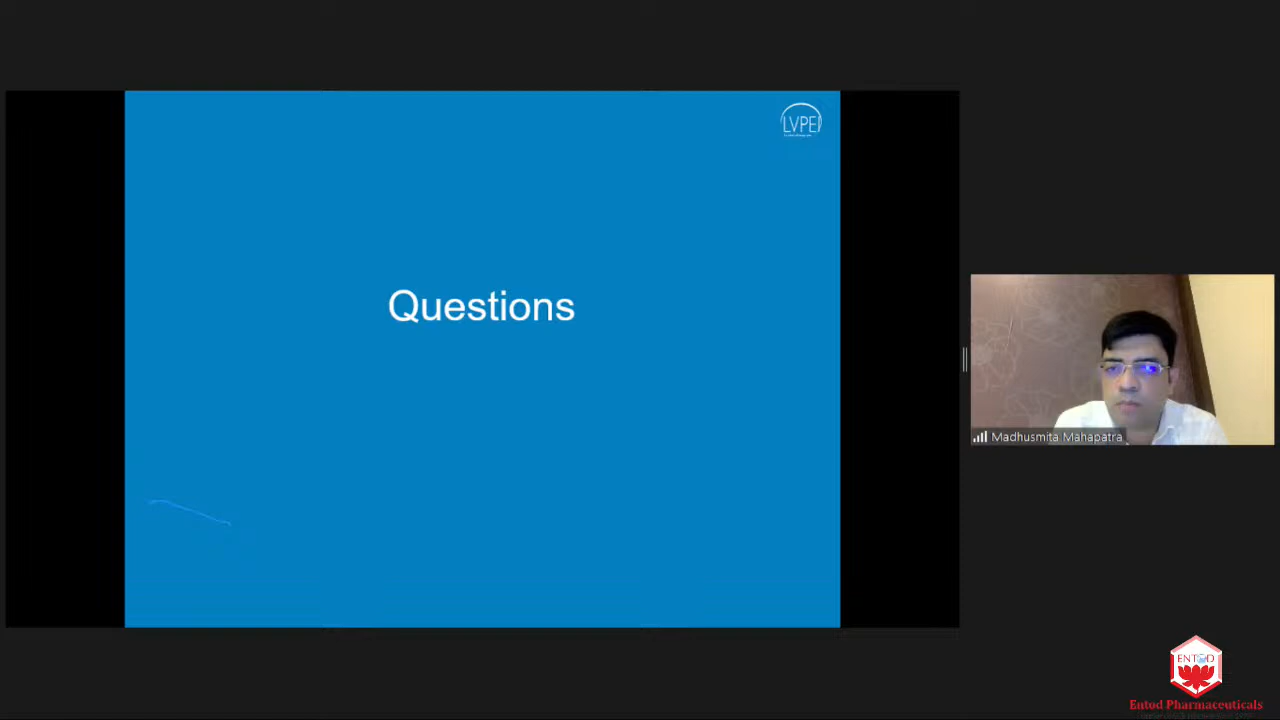 LVPEI
Questions
Madhusmita Mahapatra
ENTOD
Entod Pharmaceuticals